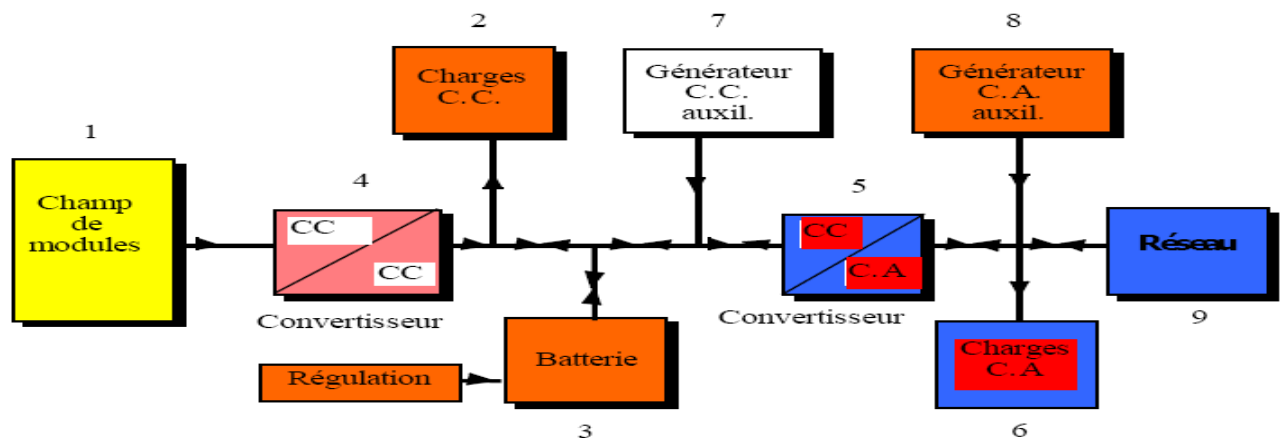 2
7
8
Charges
C.C.
Générateur
C.C.
auxil.
Générateur
C.A.
auxil.
1
Champ
de
modules
4
CC
CC
Convertisseur
5
CC
C.A
Convertisseur
Réseau
9
Régulation
Batterie
3
Charges
C.A
6